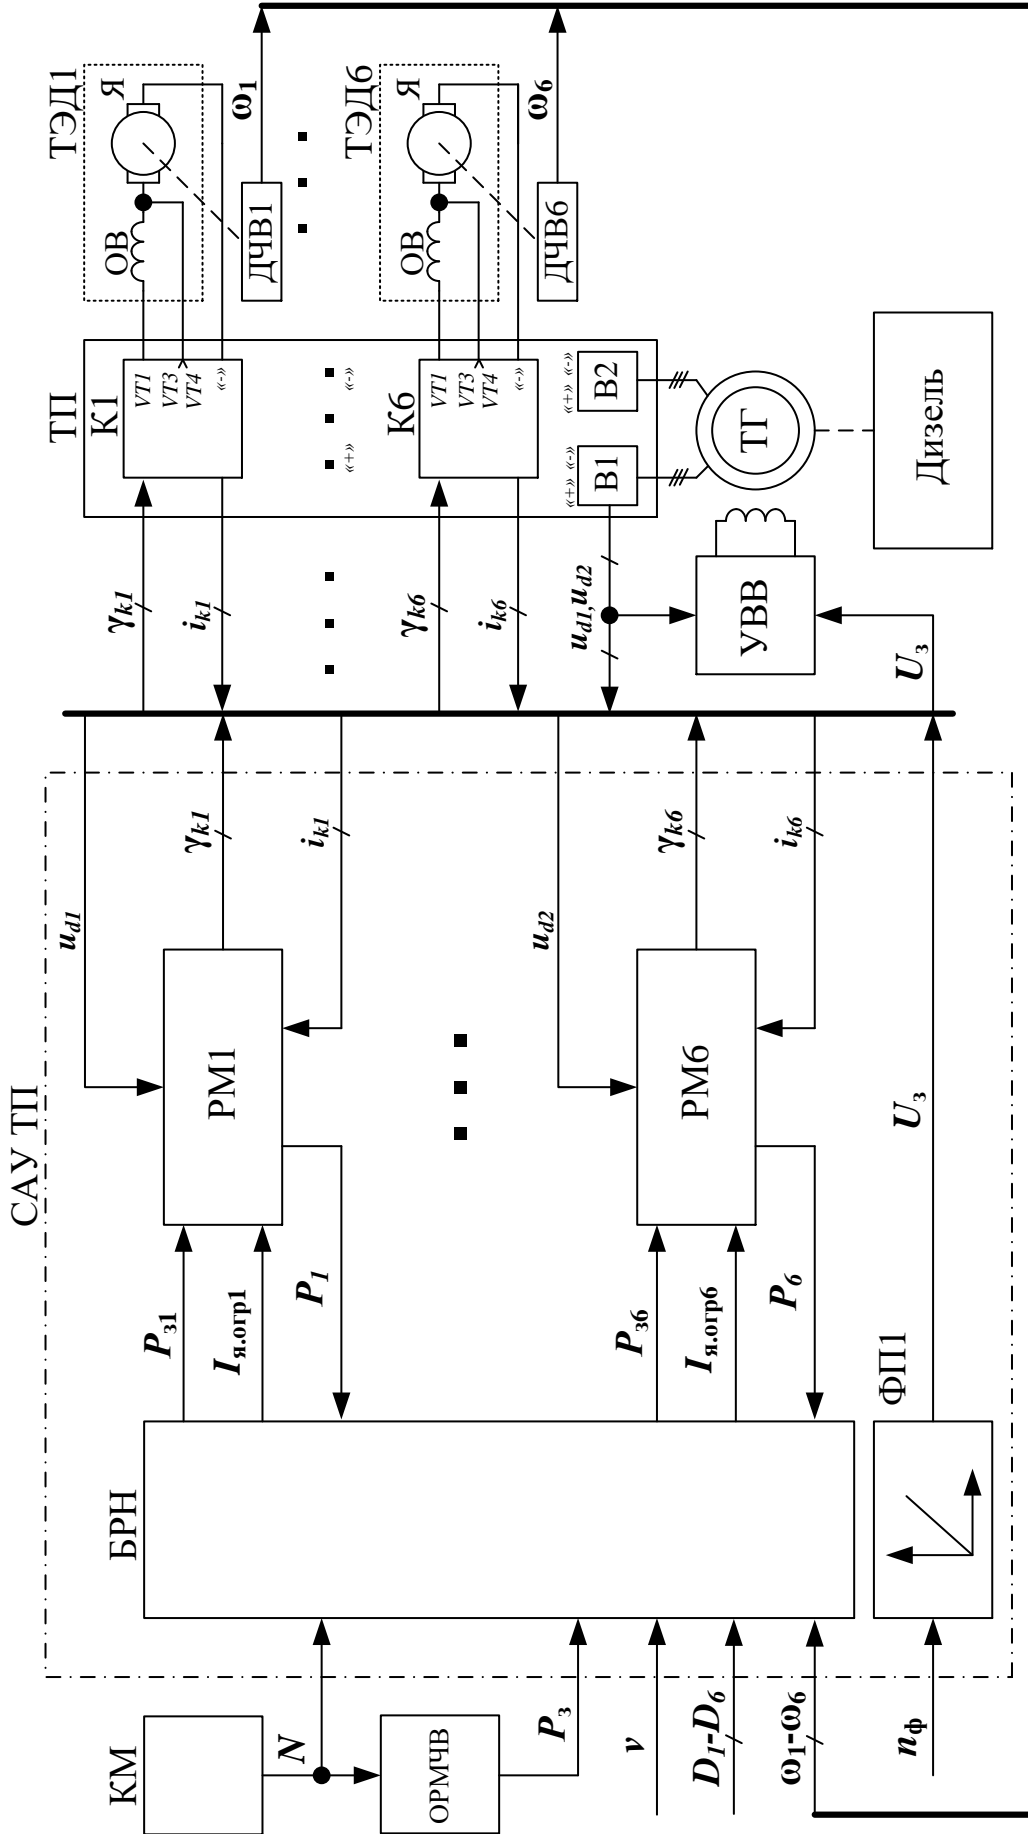 САУ ТП
КМ
N
ОРМЧВ
P₃
v
D₁-D₆
ω₁-ω₆
nф
БРН
ФП1
Pз1
Iя.огр1
P₁
Pз6
Iя.огр6
P₆
РМ1
РМ6
ud1
γk1
ik1
ud2
γk6
ik6
Uз
γk1
ik1
γk6
ik6
ud1,ud2
Uз
ТП
К1
VT1
VT3
VT4
«-»
«+»
«-»
К6
VT1
VT3
VT4
«-»
«+» «-»
В1
«+» «-»
В2
УВВ
ТГ
Дизель
ТЭД1
ОВ
Я
ДЧВ1
ω₁
ТЭД6
ОВ
Я
ДЧВ6
ω₆